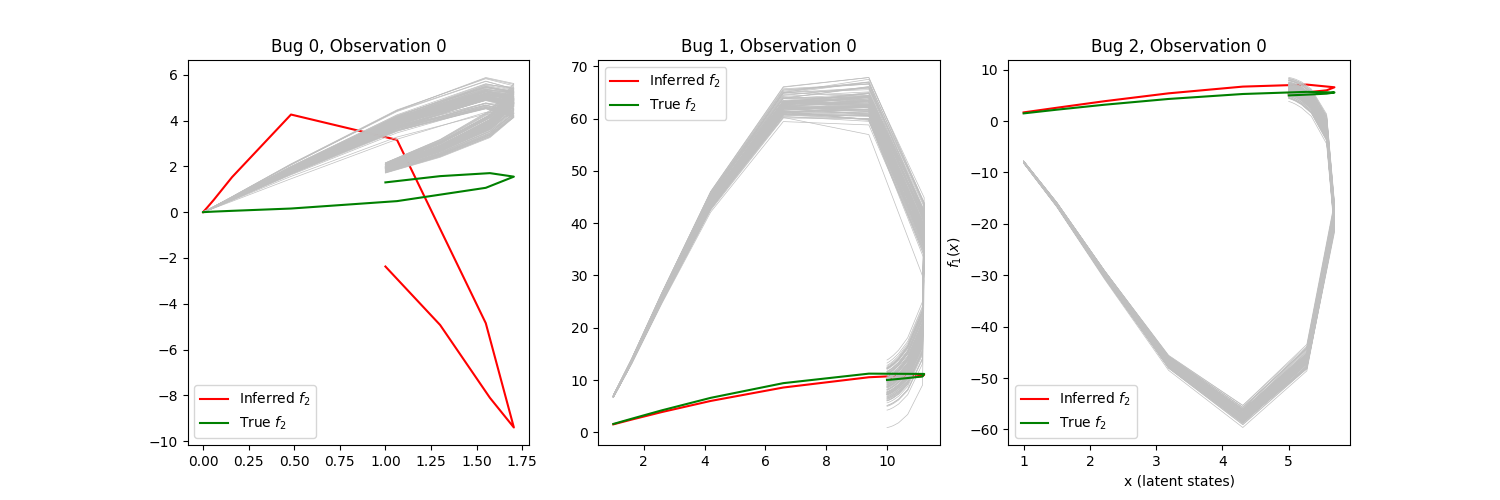 Bug 0, Observation 0
6
4
2
0
−2
−4
−6
−8
−10
Inferred f₂
True f₂
0.00 0.25 0.50 0.75 1.00 1.25 1.50 1.75
Bug 1, Observation 0
Inferred f₂
True f₂
70
60
50
40
30
20
10
0
2 4 6 8 10
Bug 2, Observation 0
f₁(x)
10
0
−10
−20
−30
−40
−50
−60
Inferred f₂
True f₂
1 2 3 4 5
x (latent states)